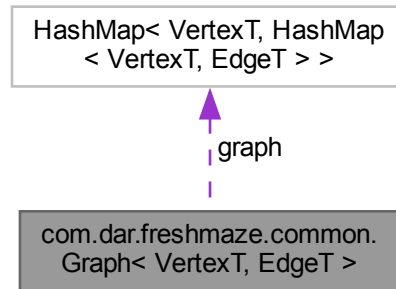 HashMap< VertexT, HashMap
< VertexT, EdgeT > >
graph
com.dar.freshmaze.common.
Graph< VertexT, EdgeT >